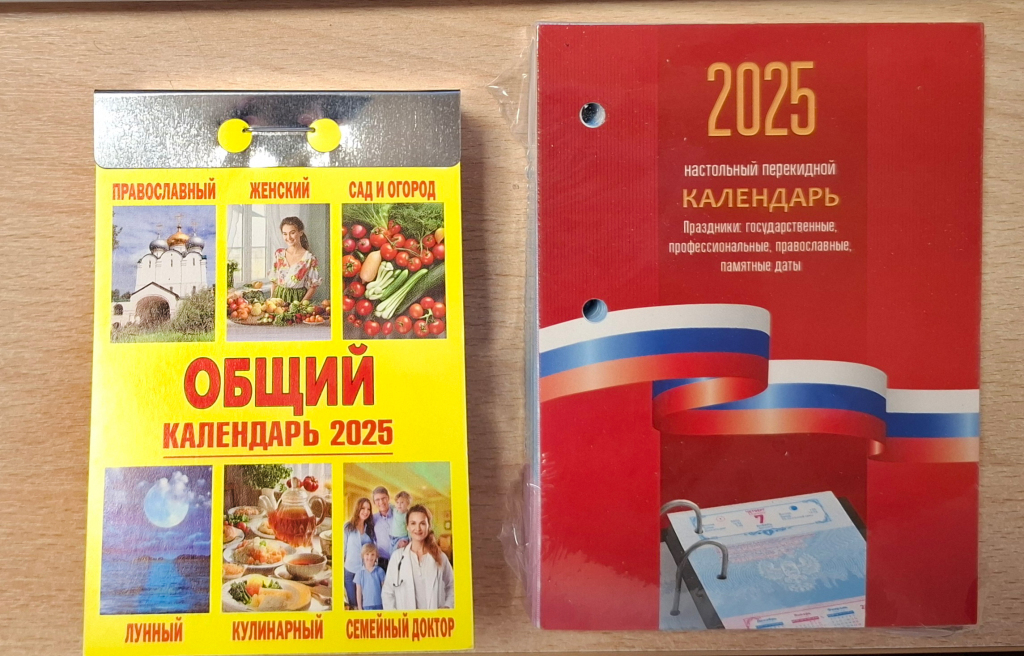 ПРАВОСЛАВНЫЙ
ЖЕНСКИЙ
САД И ОГОРОД
ОБЩИЙ
КАЛЕНДАРЬ 2025
ЛУННЫЙ
КУЛИНАРНЫЙ
СЕМЕЙНЫЙ ДОКТОР
2025
настольный перекидной
КАЛЕНДАРЬ
Праздники: государственные,
профессиональные, православные,
памятные даты
7